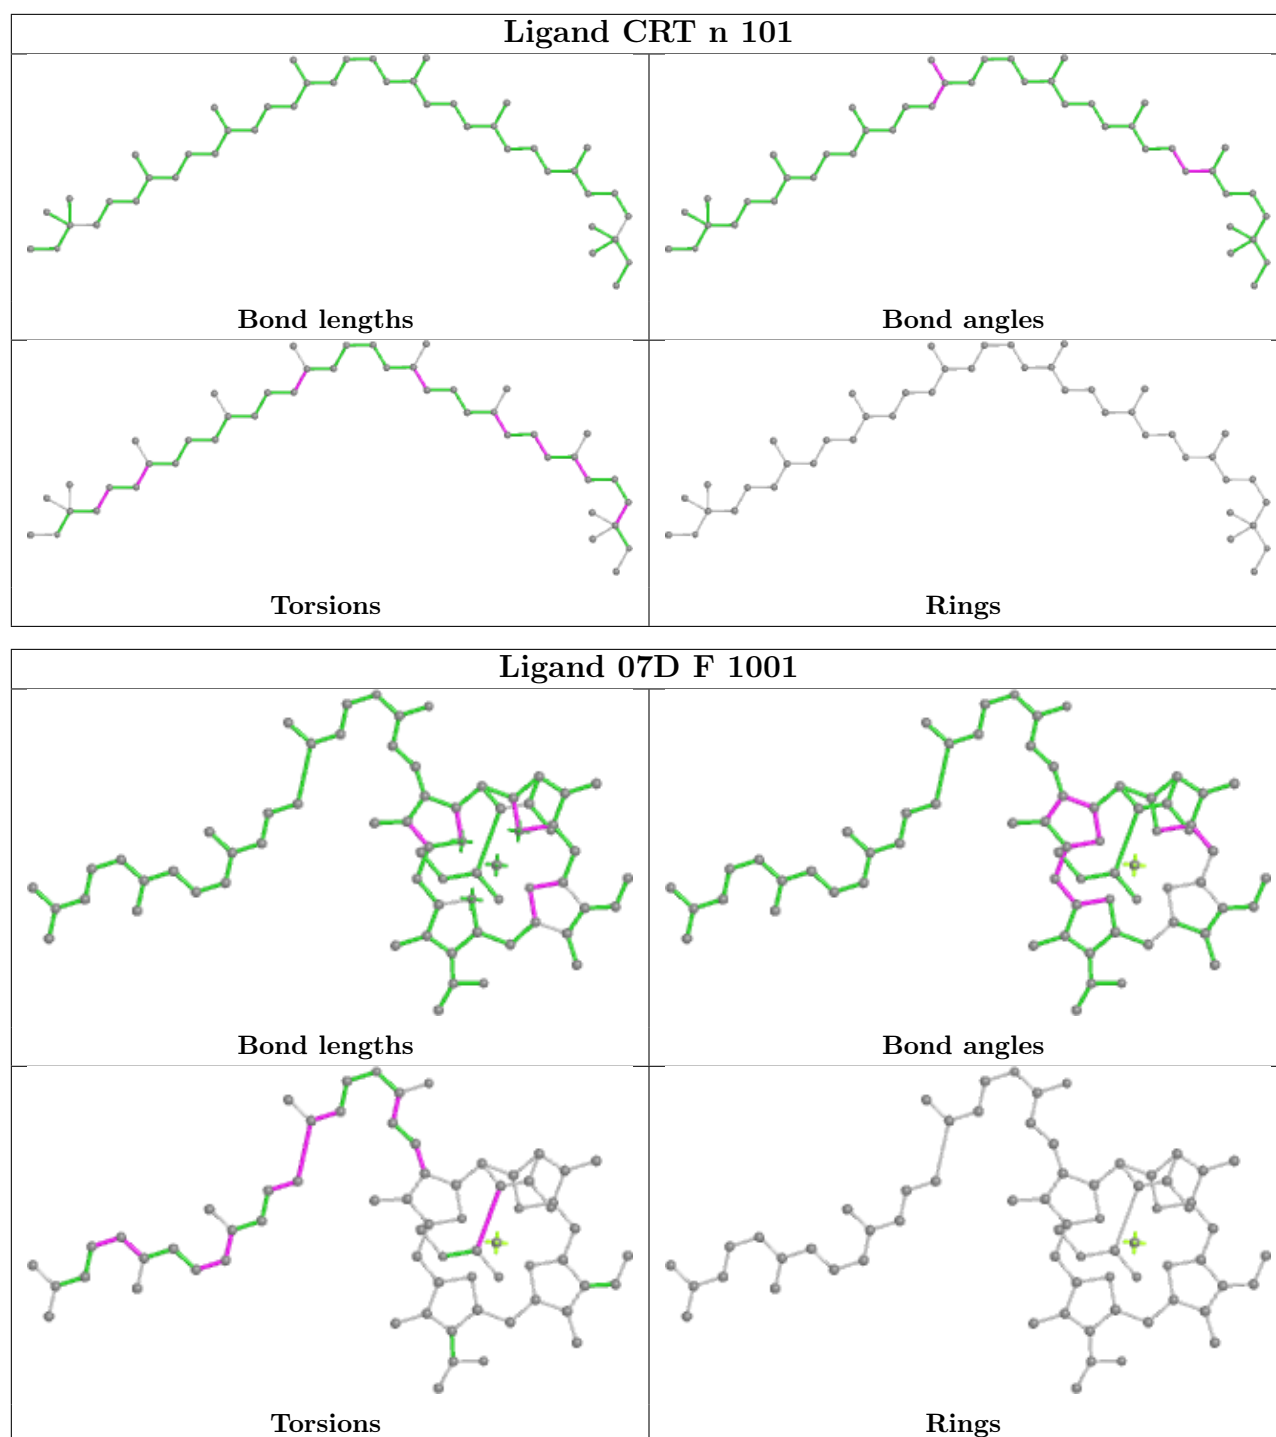 Ligand CRT n 101
Bond lengths
Bond angles
Torsions
Rings
Ligand 07D F 1001
Bond lengths
Bond angles
Torsions
Rings